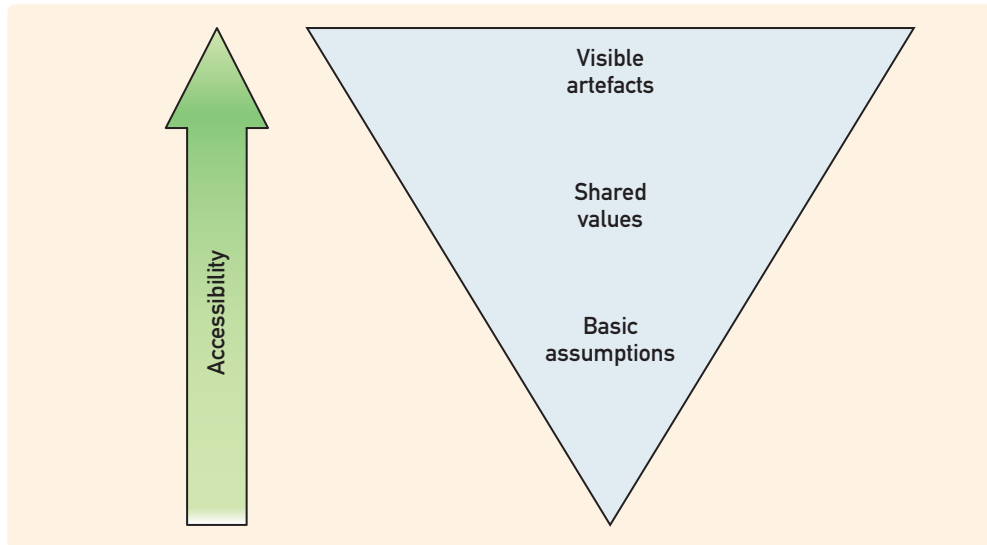 Visible
artefacts
Shared
values
Basic
assumptions
Accessibility